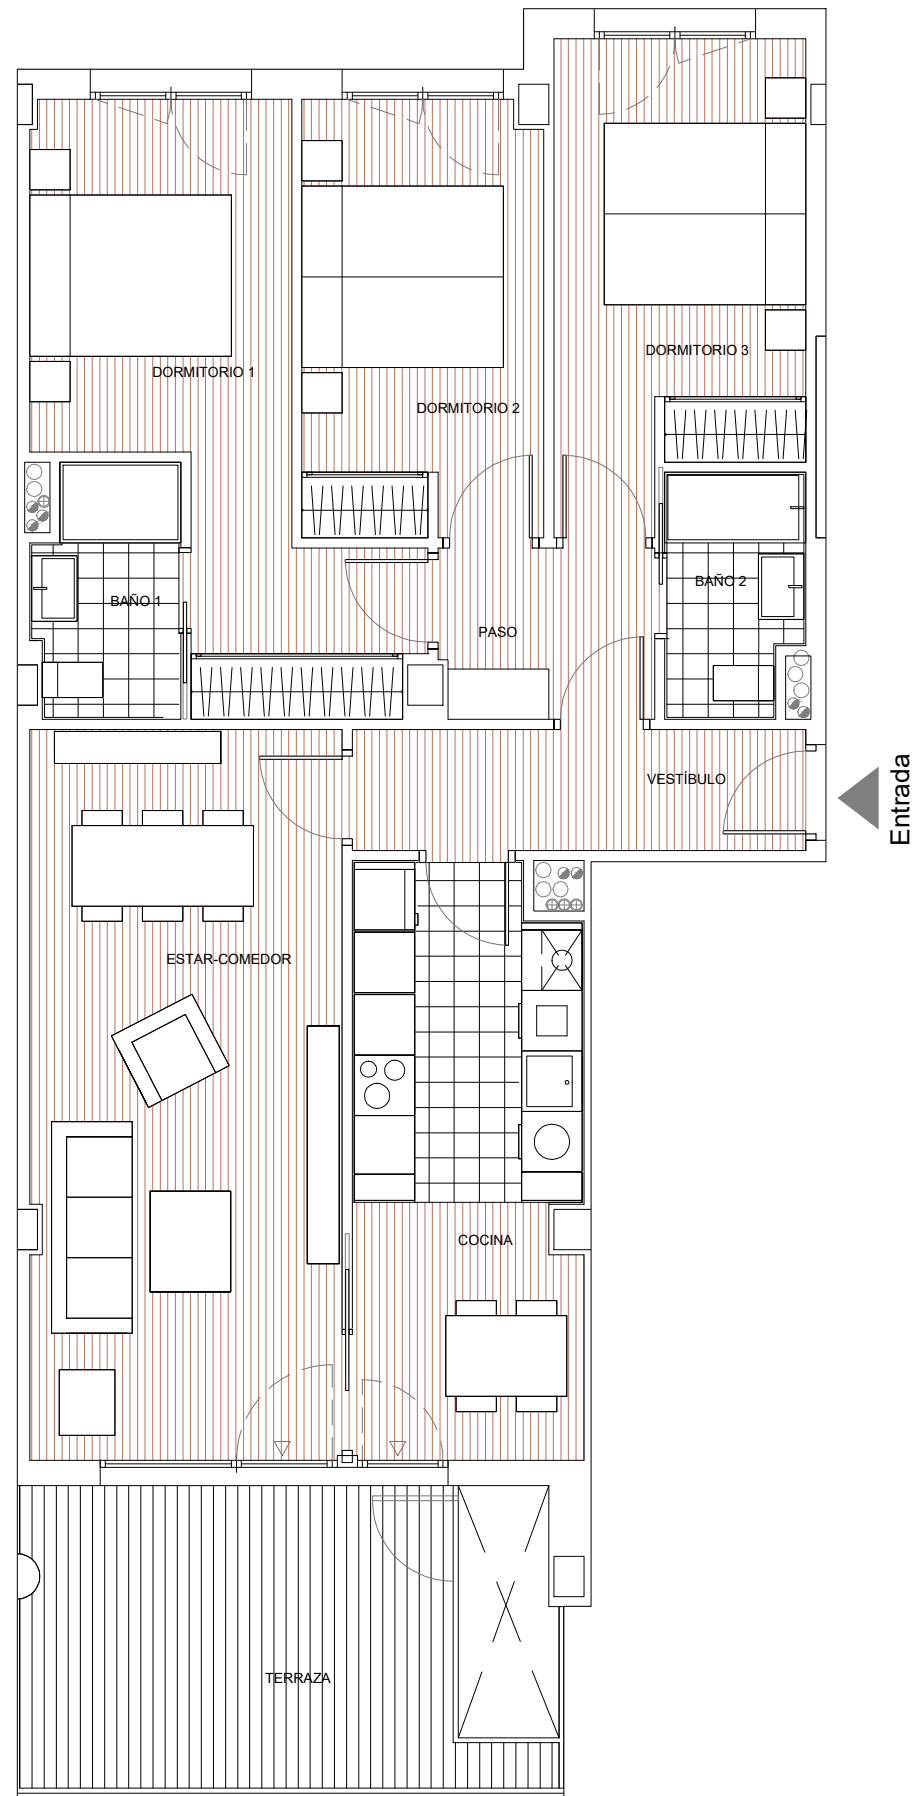 DORMITORIO 3
DORMITORIO 1
DORMITORIO 2
BAÑO 2
BAÑO 1
PASO
VESTÍBULO
Entrada
ESTAR-COMEDOR
COCINA
TERRAZA